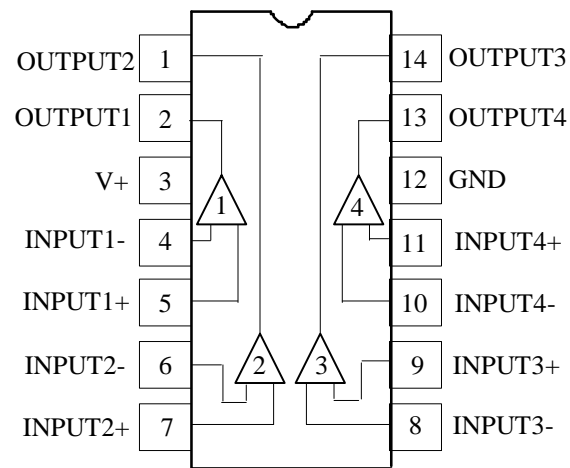 OUTPUT2 1 14 OUTPUT3
OUTPUT1 2 13 OUTPUT4
V+ 3 12 GND
1 4
INPUT1- 4 11 INPUT4+
INPUT1+ 5 10 INPUT4-
INPUT2- 6 2 3 9 INPUT3+
INPUT2+ 7 8 INPUT3-